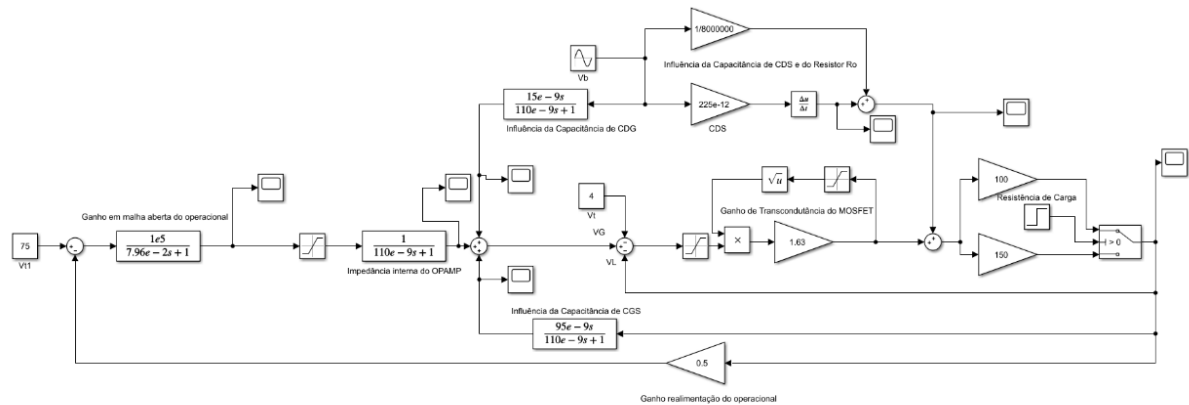 1/8000000
Vb
Influência da Capacitância de CDS e do Resistor Ro
15e − 9s
110e − 9s + 1
Influência da Capacitância de CDG
225e-12
CDS
Δu
Δt
4
Vt
√u
Ganho de Transcondutância do MOSFET
100
Resistência de Carga
Ganho em malha aberta do operacional
75
Vt1
1e5
7.96e − 2s + 1
1
110e − 9s + 1
Impedância interna do OPAMP
VG
VL
×
1.63
150
> 0
Influência da Capacitância de CGS
95e − 9s
110e − 9s + 1
0.5
Ganho realimentação do operacional